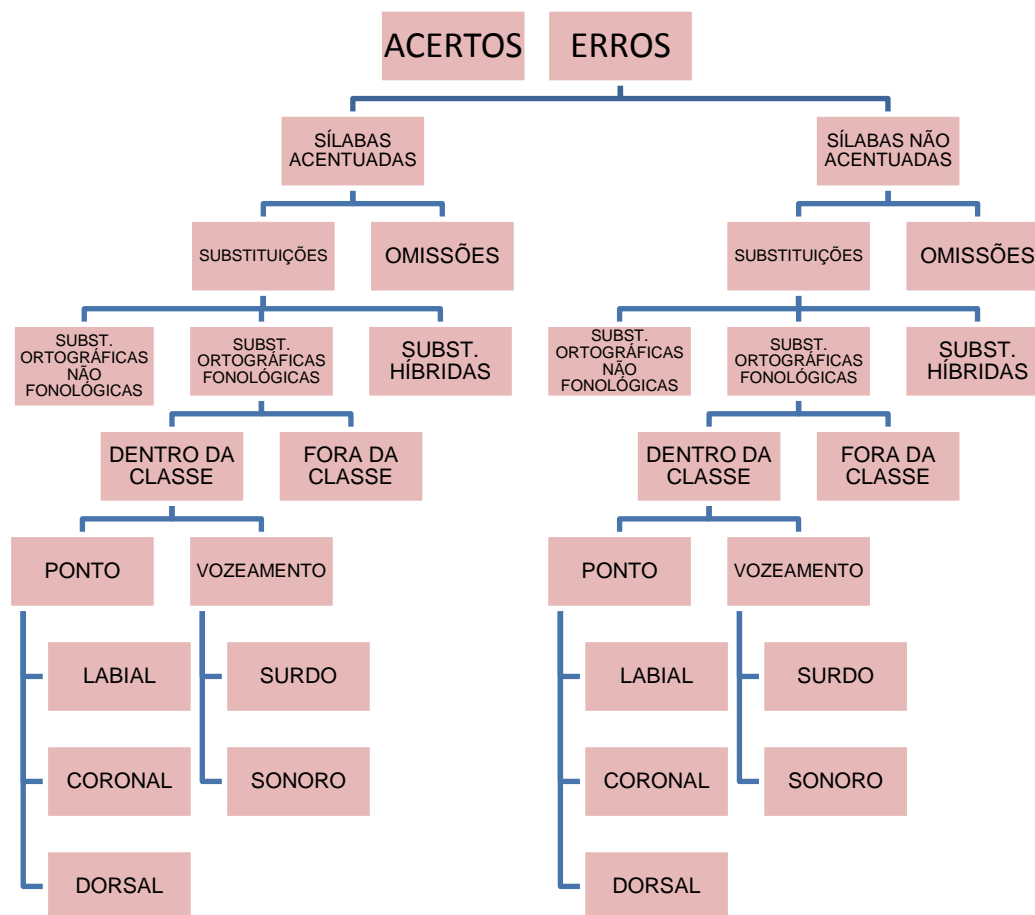 ACERTOS
ERROS
SÍLABAS
ACENTUADAS
SÍLABAS NÃO
ACENTUADAS
SUBSTITUIÇÕES
OMISSÕES
SUBSTITUIÇÕES
OMISSÕES
SUBST.
ORTOGRÁFICAS
NÃO
FONOLÓGICAS
SUBST.
ORTOGRÁFICAS
FONOLÓGICAS
SUBST.
HÍBRIDAS
SUBST.
ORTOGRÁFICAS
NÃO
FONOLÓGICAS
SUBST.
ORTOGRÁFICAS
FONOLÓGICAS
SUBST.
HÍBRIDAS
DENTRO DA
CLASSE
FORA DA
CLASSE
DENTRO DA
CLASSE
FORA DA
CLASSE
PONTO
VOZEAMENTO
PONTO
VOZEAMENTO
LABIAL
SURDO
LABIAL
SURDO
CORONAL
SONORO
CORONAL
SONORO
DORSAL
DORSAL